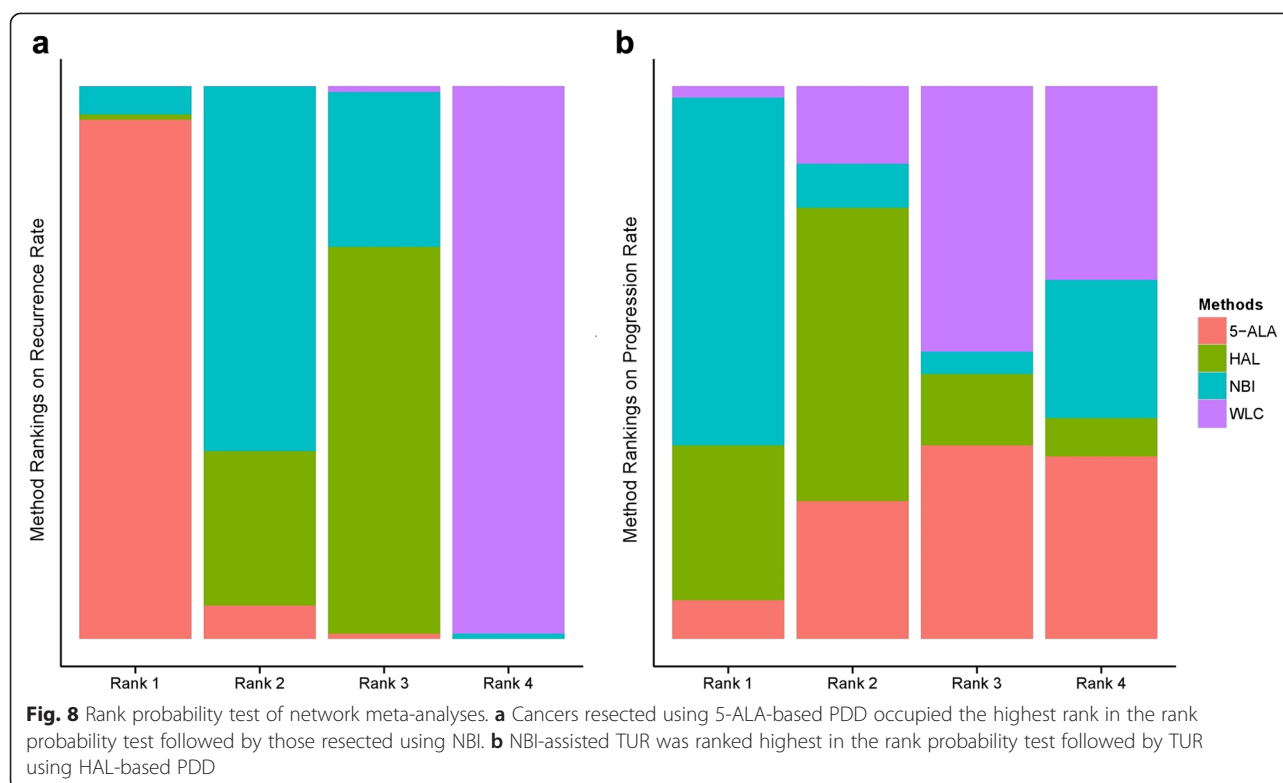 a
b
Method Rankings on Recurrence Rate
Rank 1
Rank 2
Rank 3
Rank 4
Method Rankings on Progression Rate
Rank 1
Rank 2
Rank 3
Rank 4
Methods
5−ALA
HAL
NBI
WLC
Fig. 8 Rank probability test of network meta-analyses. a Cancers resected using 5-ALA-based PDD occupied the highest rank in the rank
probability test followed by those resected using NBI. b NBI-assisted TUR was ranked highest in the rank probability test followed by TUR
using HAL-based PDD